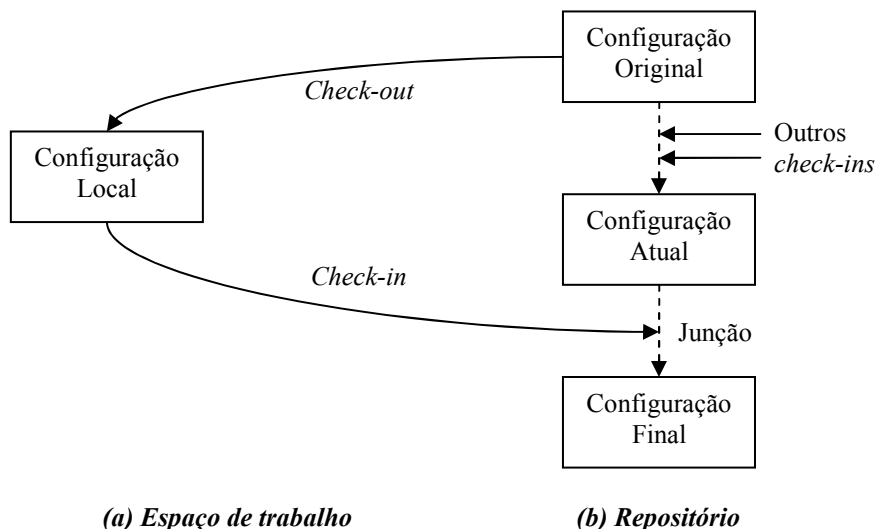 Configuração
Original
Check-out
Outros
check-ins
Configuração
Local
Configuração
Atual
Check-in
Junção
Configuração
Final
(a) Espaço de trabalho
(b) Repositório